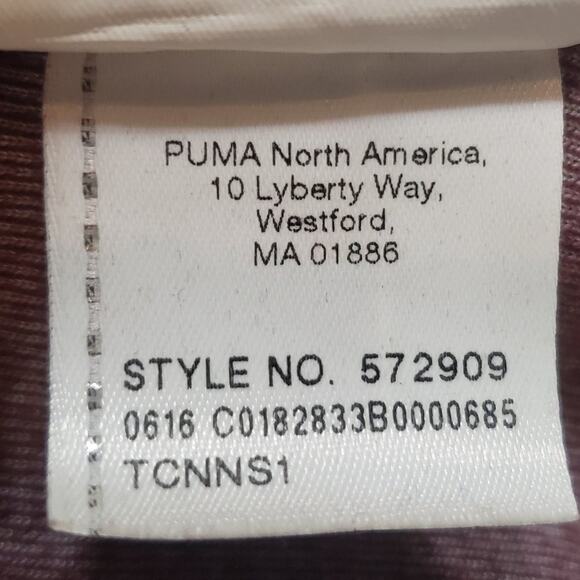 PUMA North America,
10 Lyberty Way,
Westford,
MA 01886
STYLE NO. 572909
0616 C0182833B0000685
TCNNS1